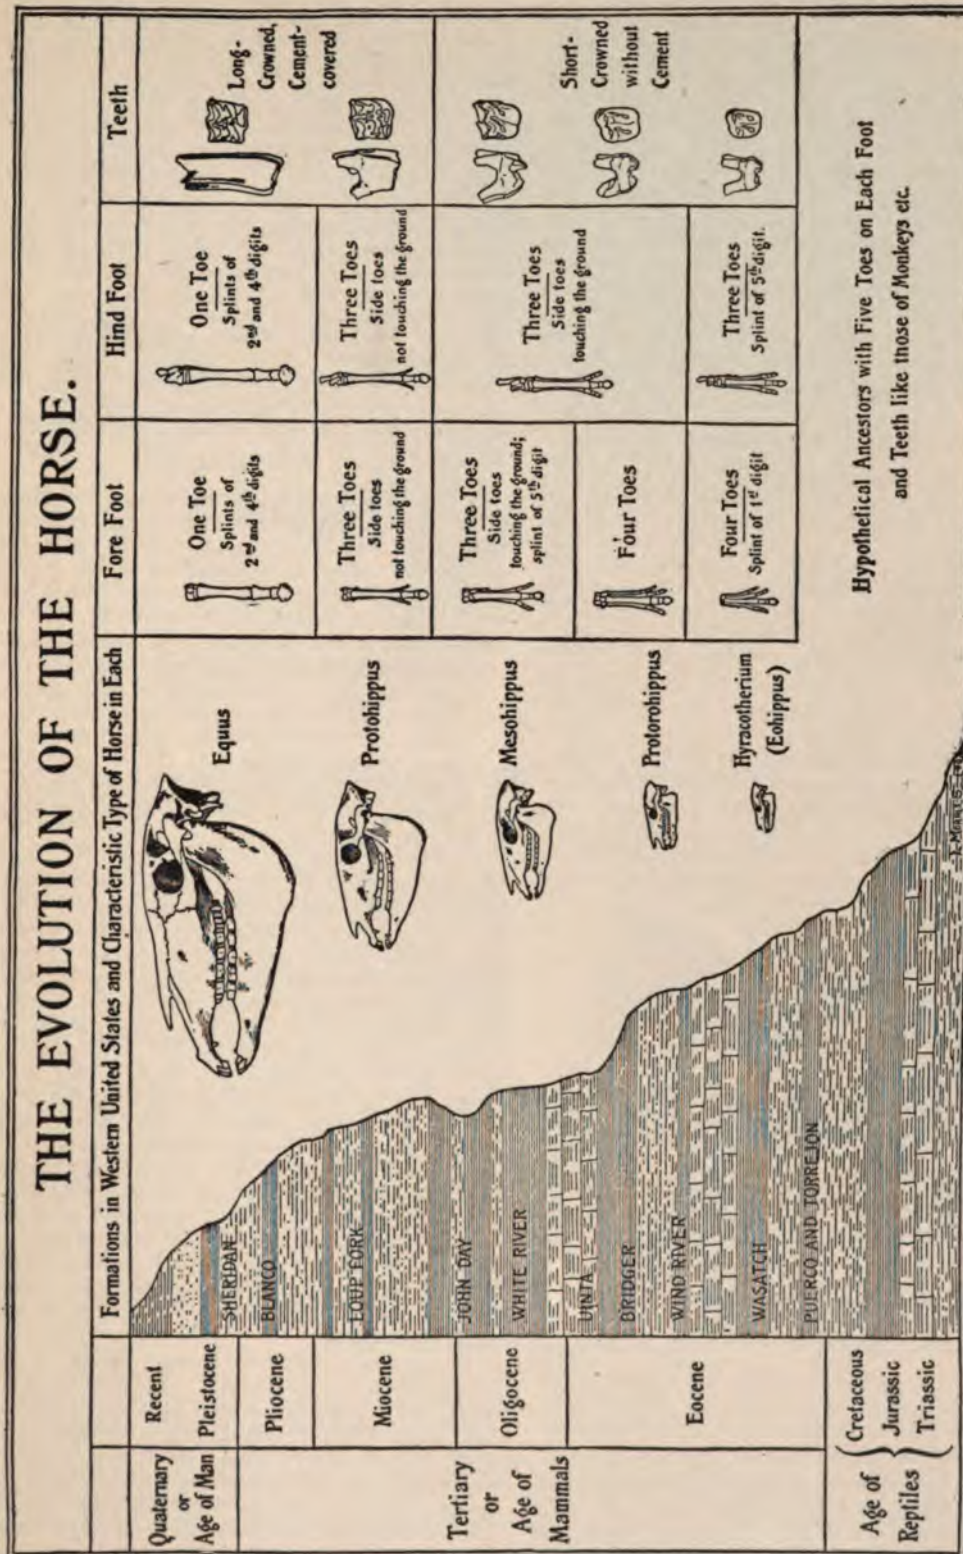 THE EVOLUTION OF THE HORSE.
Formations in Western United States and Characteristic Type of Horse in Each
Fore Foot
Hind Foot
Teeth
Quaternary
or
Age of Man
Recent
Pleistocene
SHERIDAN
Equus
One Toe
Splints of
2nd and 4th digits
One Toe
Splints of
2nd and 4th digits
Long-
Crowned,
Cement-
covered
Tertiary
or
Age of
Mammals
Pliocene
BLANCO
Miocene
LOUP FORK
Protohippus
Three Toes
Side toes
not touching the ground
Three Toes
Side toes
not touching the ground
JOHN DAY
Oligocene
WHITE RIVER
Mesohippus
Three Toes
Side toes
touching the ground;
splint of 5th digit
Three Toes
Side toes
touching the ground
Short-
Crowned
without
Cement
Eocene
UINTA
BRIDGER
WIND RIVER
Protorohippus
Four Toes
WASATCH
Hyracotherium
(Eohippus)
Four Toes
Splint of 1st digit
Three Toes
Splint of 5th digit.
PUERCO AND TORREJON
Age of
Reptiles
Cretaceous
Jurassic
Triassic
Hypothetical Ancestors with Five Toes on Each Foot
and Teeth like those of Monkeys etc.